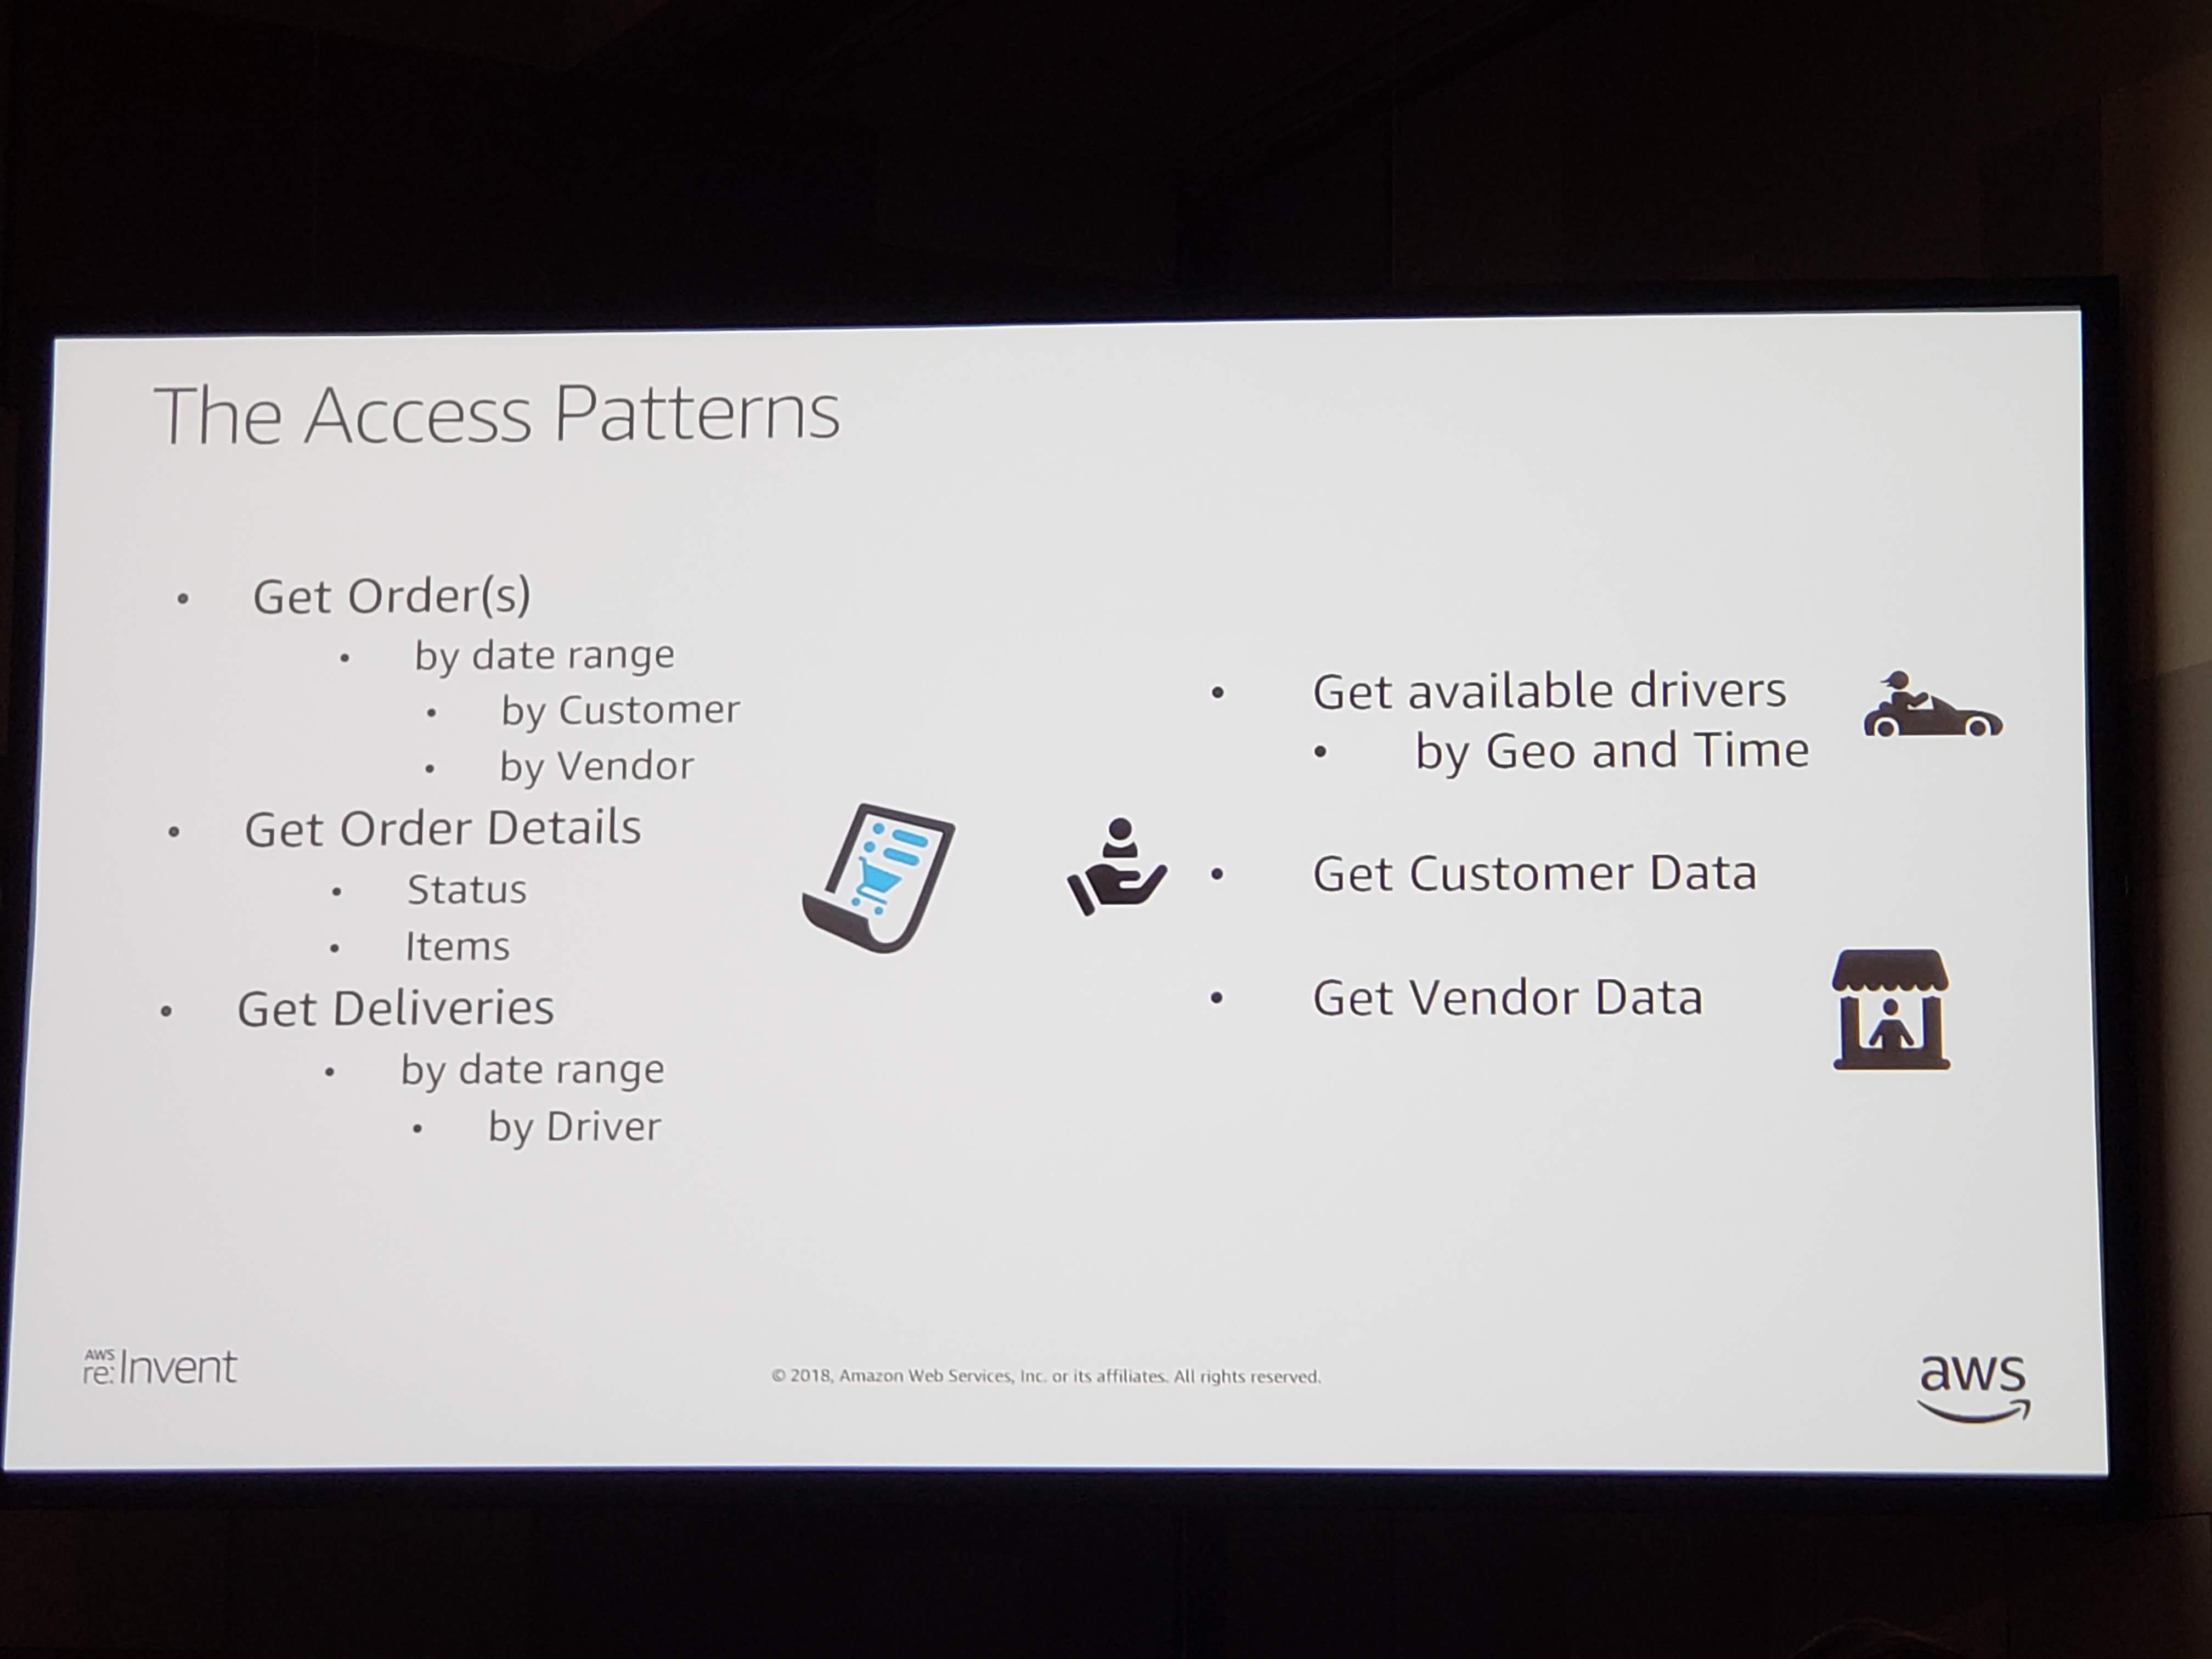 The Access Patterns
• Get Order(s)
• by date range
• by Customer
• by Vendor
• Get Order Details
• Status
• Items
• Get Deliveries
• by date range
• by Driver
• Get available drivers
• by Geo and Time
• Get Customer Data
• Get Vendor Data
AWS
re:Invent
© 2018, Amazon Web Services, Inc. or its affiliates. All rights reserved.
aws